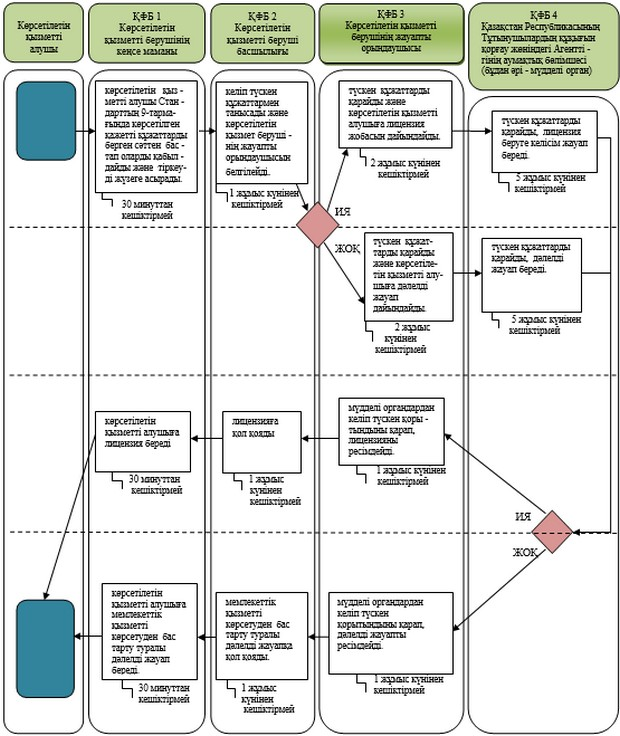 Көрсетілетін
қызметті
алушы
ҚФБ 1
Көрсетілетін
қызметті берушінің
кеңсе маманы
ҚФБ 2
Көрсетілетін
қызметті беруші
басшылығы
ҚФБ 3
Көрсетілетін қызметті
берушінің жауапты
орындаушысы
ҚФБ 4
Қазақстан Республикасының
Тұтынушылардың құқығын
қорғау жөніндегі Агентті -
гінің аумақтық бөлімшесі
(бұдан әрі - мүдделі орган)
көрсетілетін қыз -
метті алушы Стан -
дарттың 9-тарма-
ғында көрсетілген
қажетті құжаттарды
берген сәттен бас -
тап оларды қабыл -
дайды және тіркеу-
ді жүзеге асырады.
30 минуттан
кешіктірмей
келіп түскен
құжаттармен
танысады және
көрсетілетін
қызмет беруші -
нің жауапты
орындаушысын
белгілейді.
1 жұмыс күнінен
кешіктірмей
түскен құжаттарды
қарайды және
көрсетілетін қызметті
алушыға лицензия
жобасын дайындайды.
2 жұмыс күнінен
кешіктірмей
түскен құжаттарды
қарайды, лицензия
беруге келісім жауап
береді.
5 жұмыс күнінен
кешіктірмей
ИЯ
ЖОҚ
түскен құжат-
тарды қарайды
және көрсетіле-
тін қызметті алу-
шыға дәлелді
жауап
дайындайды.
2 жұмыс
күнінен
кешіктірмей
түскен құжаттарды
қарайды, дәлелді
жауап береді.
5 жұмыс күнінен
кешіктірмей
көрсетілетін
қызметті алушыға
лицензия береді
30 минуттан
кешіктірмей
лицензияға
қол қояды
1 жұмыс
күнінен
кешіктірмей
мүдделі органдардан
келіп түскен қоры -
тындыны қарап,
лицензияны
ресімдейді.
1 жұмыс күнінен
кешіктірмей
ИЯ
ЖОҚ
көрсетілетін
қызметті алушыға
мемлекеттік
қызметті
көрсетуден бас
тарту туралы
дәлелді жауап
береді.
30 минуттан
кешіктірмей
мемлекеттік
қызметті
көрсетуден бас
тарту туралы
дәлелді жауапқа
қол қояды.
1 жұмыс
күнінен
кешіктірмей
мүдделі органдардан
келіп түскен
қорытындыны қарап,
дәлелді жауапты
ресімдейді.
1 жұмыс күнінен
кешіктірмей